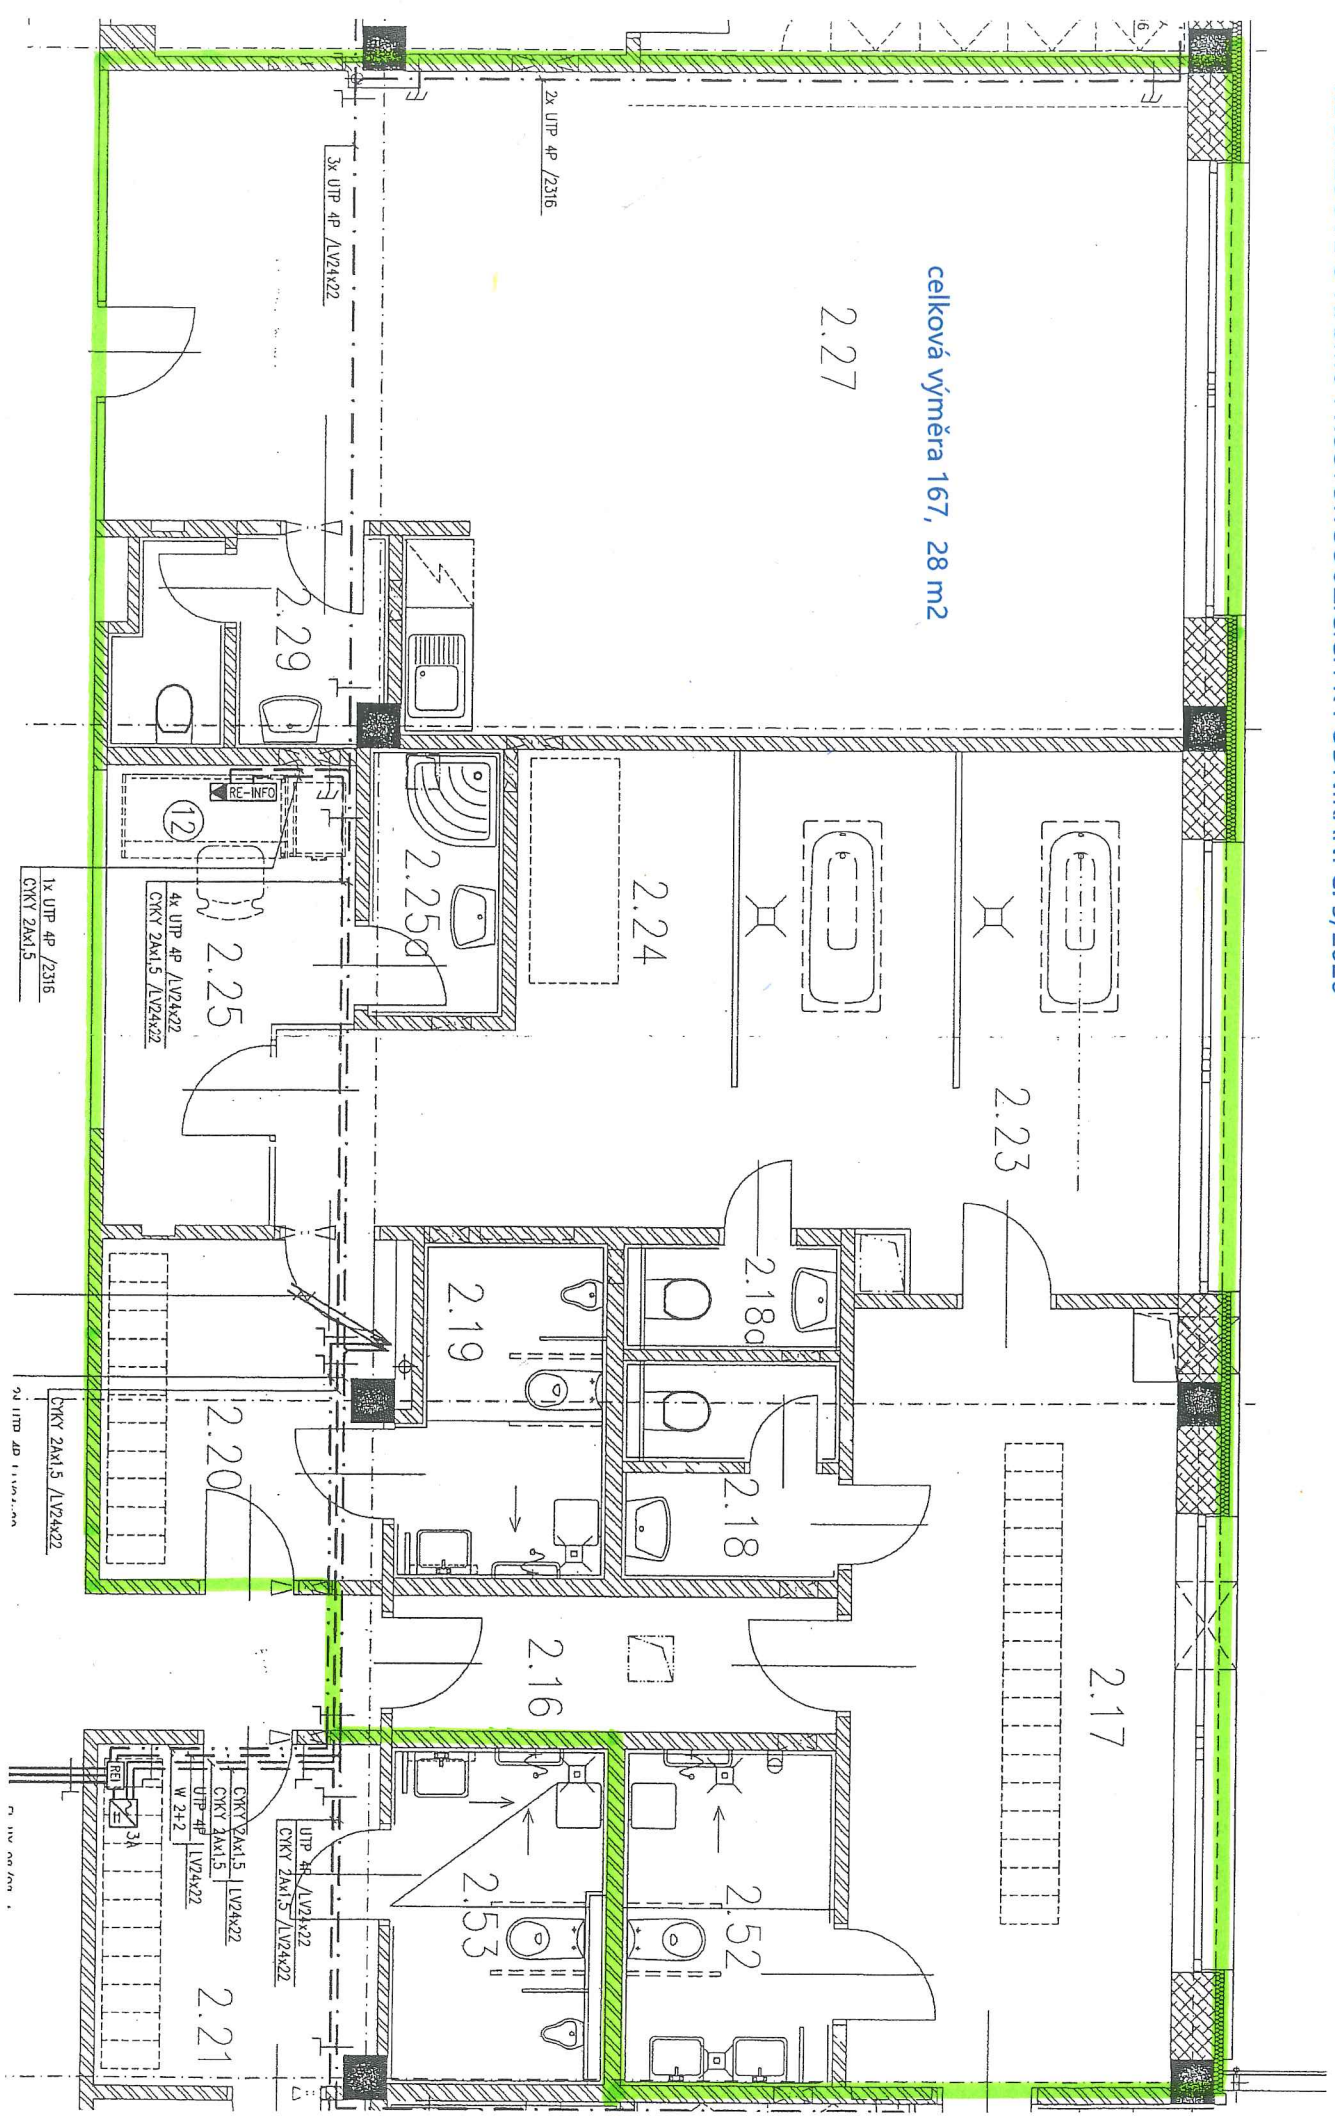 celková výměra 167, 28 m2
2x UTP 4P /2316
3x UTP 4P /LV24x22
2.27
2.29
RE-INFO
12
2.25a
2.24
2.25
4x UTP 4P /LV24x22
CYKY 2Ax1,5 /LV24x22
1x UTP 4P /2316
CYKY 2Ax1,5
2.23
2.19
2.18a
2.20
2.18
CYKY 2Ax1,5 /LV24x22
2.16
2.17
REI
3A
CYKY 2Ax1,5 /LV24x22
CYKY 2Ax1,5
UTP 4P /LV24x22
W 2+2
UTP 4P /LV24x22
CYKY 2Ax1,5 /LV24x22
2.53
2.52
2.21